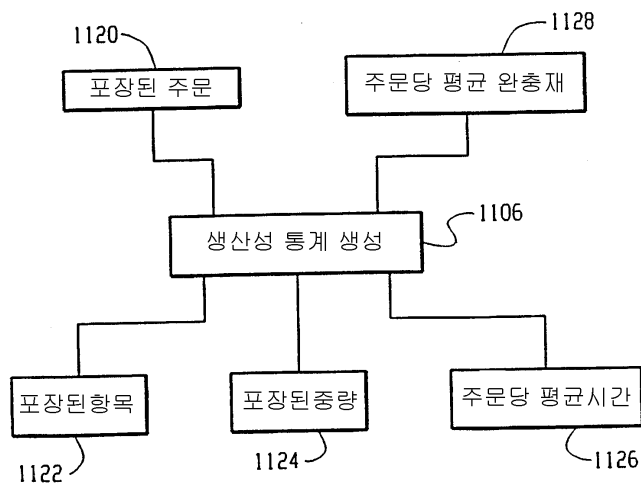 1120
1128
포장된 주문
주문당 평균 완충재
1106
생산성 통계 생성
포장된항목
포장된중량
주문당 평균시간
1122
1124
1126